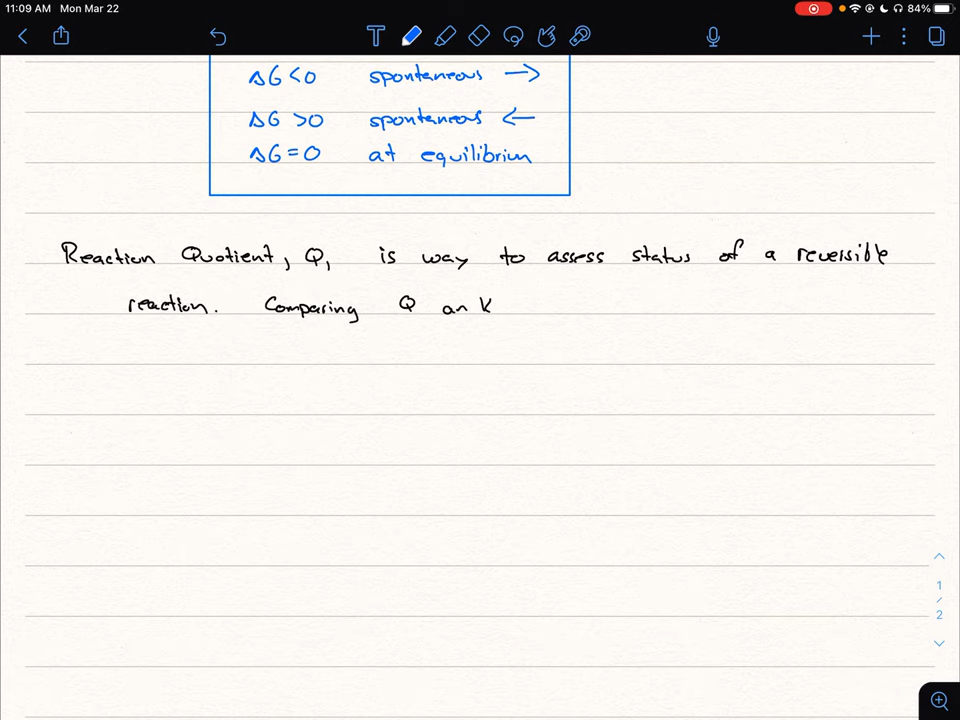 11:09 AM Mon Mar 22
84%
T
ΔG<0 spontaneous →
ΔG >0 spontaneous ←
ΔG=0 at equilibrium
Reaction Quotient, Q, is way to assess status of a reversible
reaction. Comparing Q an K
1
/
2